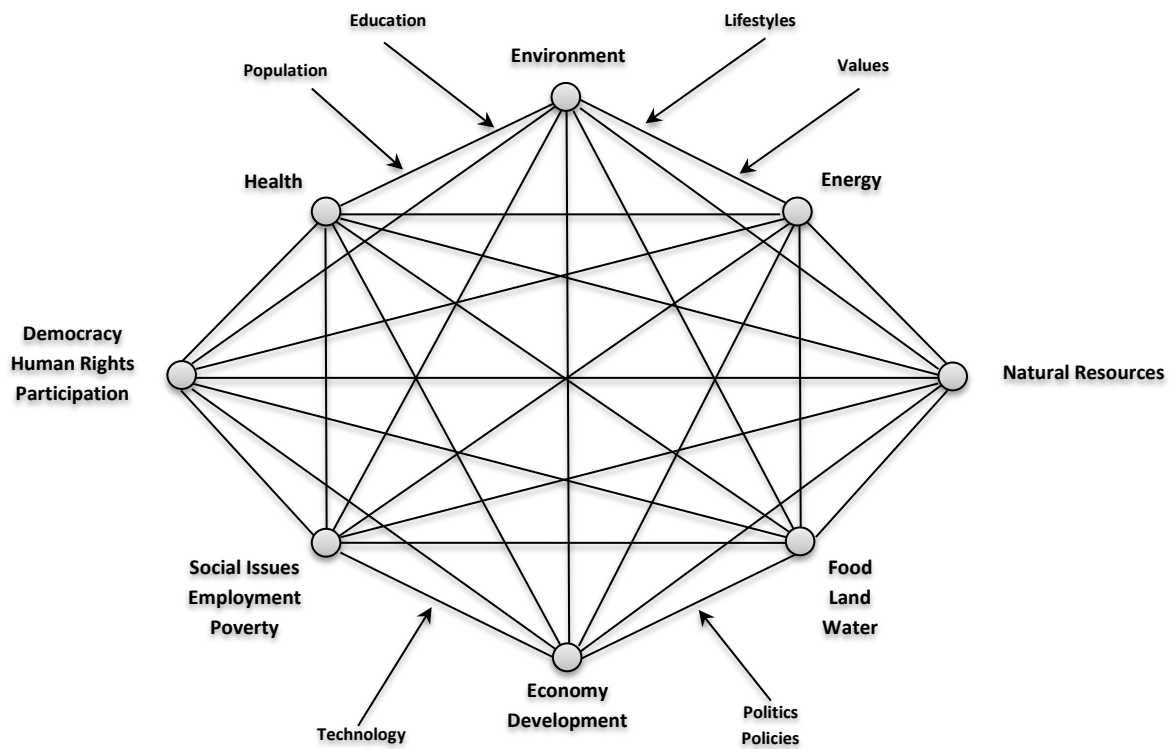 Education
Lifestyles
Environment
Population
Values
Health
Energy
Democracy
Human Rights
Participation
Natural Resources
Social Issues
Employment
Poverty
Food
Land
Water
Economy
Development
Technology
Politics
Policies